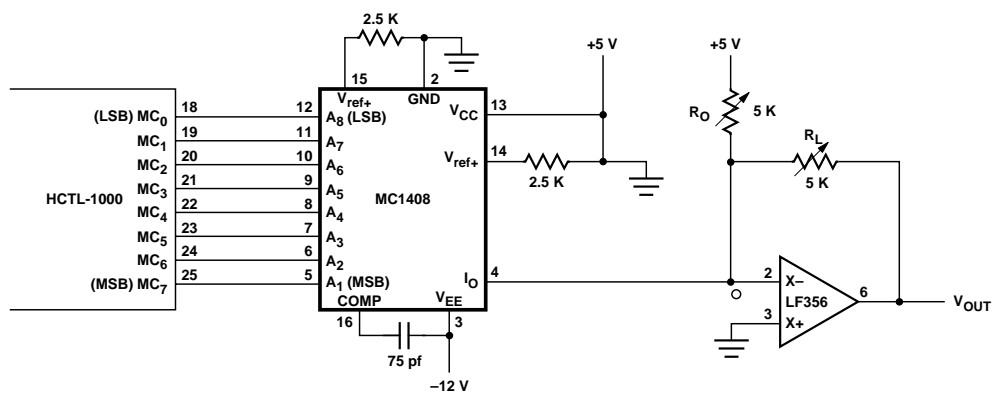 2.5 K
+5 V
+5 V
15
2
Vref+
GND
(LSB) MC0 18
12 A8 (LSB)
VCC 13
RO 5 K
MC1 19
11 A7
RL
MC2 20
10 A6
Vref+ 14
2.5 K
5 K
MC3 21
9 A5
HCTL-1000
MC1408
MC4 22
8 A4
MC5 23
7 A3
MC6 24
6 A2
(MSB) MC7 25
5 A1 (MSB)
IO 4
2 X–
LF356
6
VOUT
3 X+
COMP
VEE
16
3
75 pf
–12 V